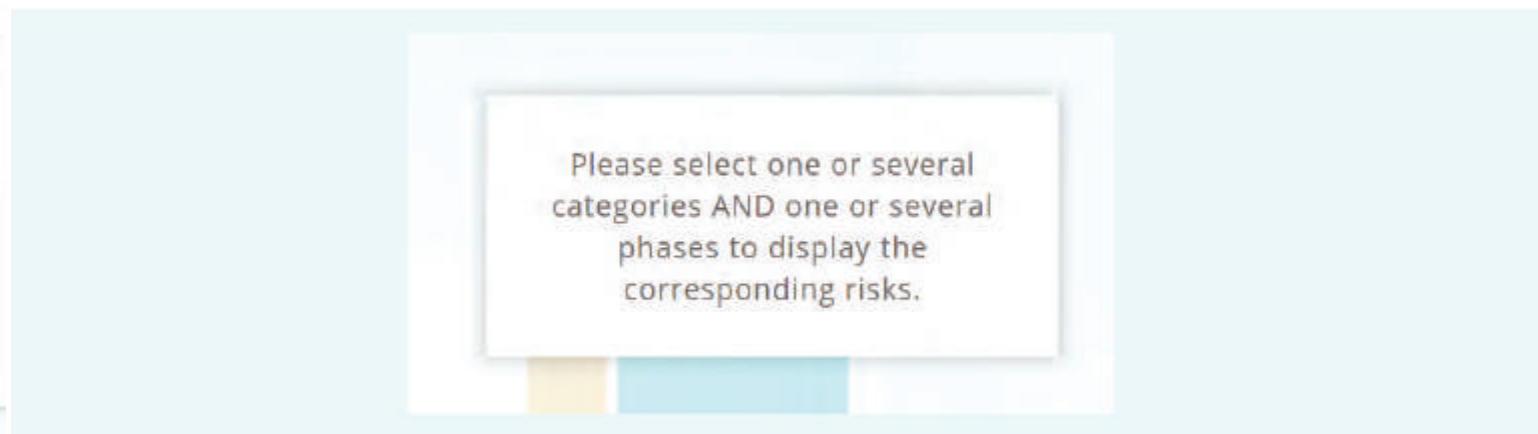 Please select one or several
categories AND one or several
phases to display the
corresponding risks.